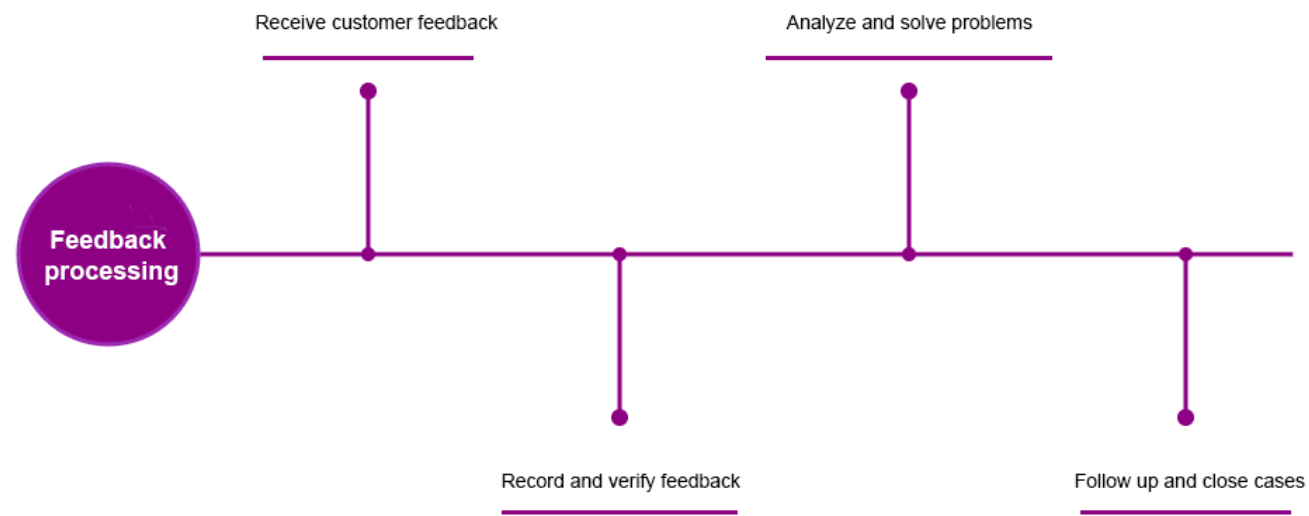 Receive customer feedback
Analyze and solve problems
Feedback
processing
Record and verify feedback
Follow up and close cases